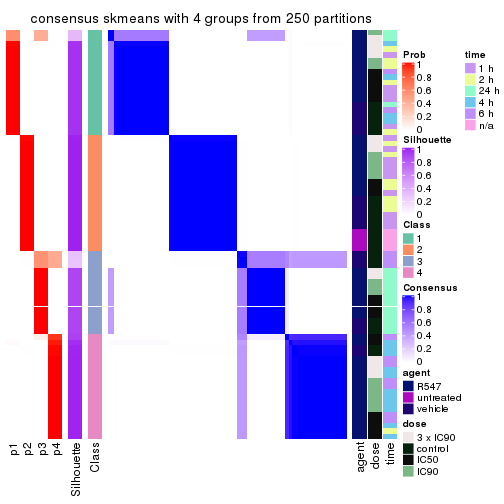 consensus skmeans with 4 groups from 250 partitions
Prob
1
0.8
0.6
0.4
0.2
0
time
1 h
2 h
24 h
4 h
6 h
n/a
Silhouette
1
0.8
0.6
0.4
0.2
0
Class
1
2
3
4
Consensus
1
0.8
0.6
0.4
0.2
0
agent
R547
untreated
vehicle
dose
3 x IC90
control
IC50
IC90
p1
p2
p3
p4
Silhouette
Class
agent
dose
time